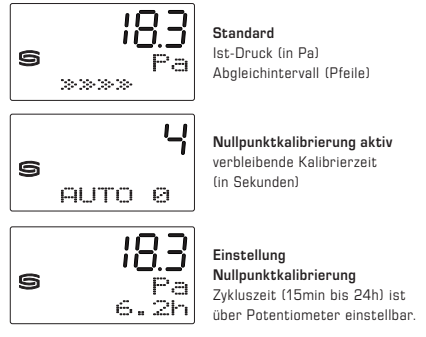 18.3
Pa
»»»»
Standard
Ist-Druck (in Pa)
Abgleichintervall (Pfeile)
4
AUTO 0
Nullpunktkalibrierung aktiv
verbleibende Kalibrierzeit
(in Sekunden)
18.3
Pa
6.2h
Einstellung
Nullpunktkalibrierung
Zykluszeit (15min bis 24h) ist
über Potentiometer einstellbar.